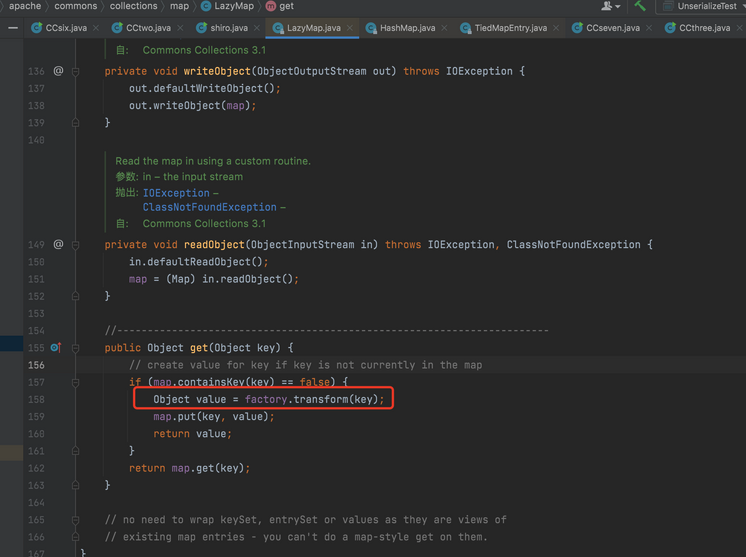 apache commons collections map LazyMap get UnserializeTest
CCsix.java CCtwo.java shiro.java LazyMap.java HashMap.java TiedMapEntry.java CCseven.java CCthree.java
自: Commons Collections 3.1
136 @ private void writeObject(ObjectOutputStream out) throws IOException {
137 out.defaultWriteObject();
138 out.writeObject(map);
139 }
140
Read the map in using a custom routine.
参数: in – the input stream
抛出: IOException –
ClassNotFoundException –
自: Commons Collections 3.1
149 @ private void readObject(ObjectInputStream in) throws IOException, ClassNotFoundException {
150 in.defaultReadObject();
151 map = (Map) in.readObject();
152 }
153
154 //-----------------------------------------------------------------------
155 public Object get(Object key) {
156 // create value for key if key is not currently in the map
157 if (map.containsKey(key) == false) {
158 Object value = factory.transform(key);
159 map.put(key, value);
160 return value;
161 }
162 return map.get(key);
163 }
164
165 // no need to wrap keySet, entrySet or values as they are views of
166 // existing map entries - you can't do a map-style get on them.
167 }